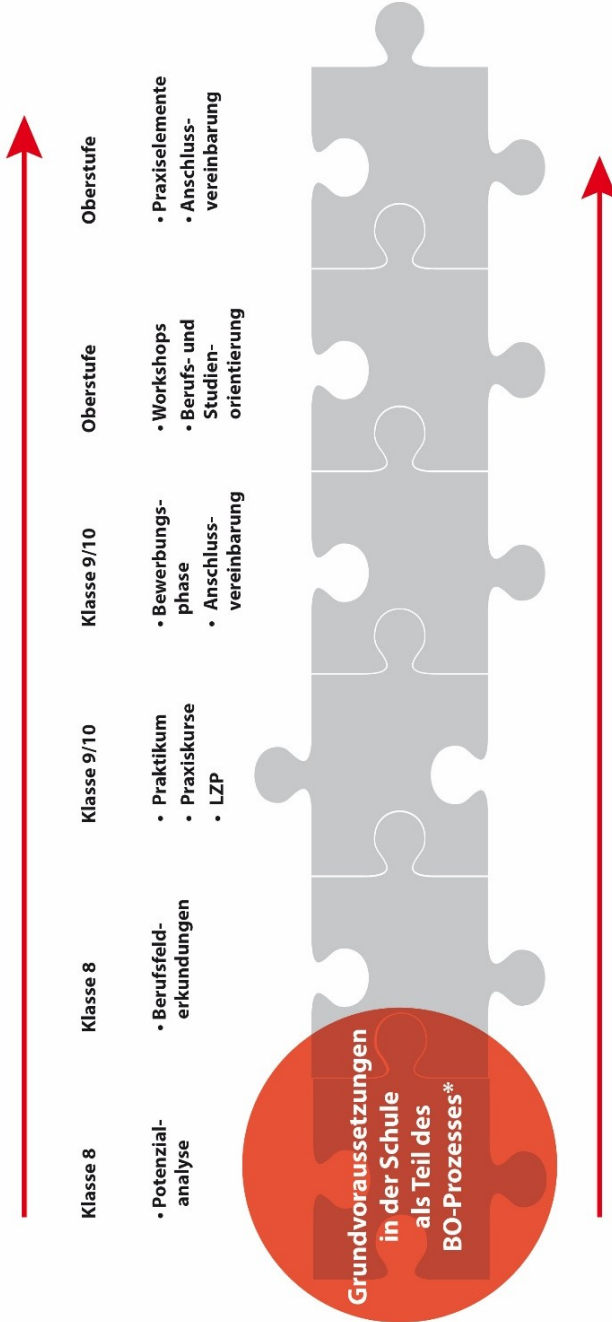 Klasse 8
• Potenzial-
analyse
Klasse 8
• Berufsfeld-
erkundungen
Klasse 9/10
• Praktikum
• Praxiskurse
• LZP
Klasse 9/10
• Bewerbungs-
phase
• Anschluss-
vereinbarung
Oberstufe
• Workshops
• Berufs- und
Studien-
orientierung
Oberstufe
• Praxiselemente
• Anschluss-
vereinbarung
Grundvoraussetzungen
in der Schule
als Teil des
BO-Prozesses*